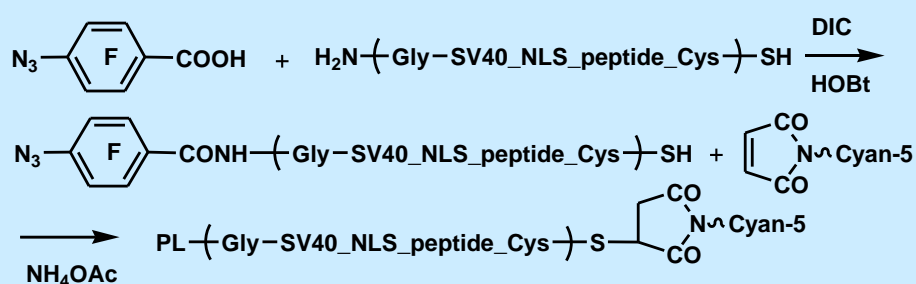 N₃ F COOH + H₂N(Gly–SV40_NLS_peptide_Cys)SH DIC
HOBt
N₃ F CONH(Gly–SV40_NLS_peptide_Cys)SH + CO N Cyan-5 CO
NH₄OAc PL(Gly–SV40_NLS_peptide_Cys)S CO N Cyan-5 CO